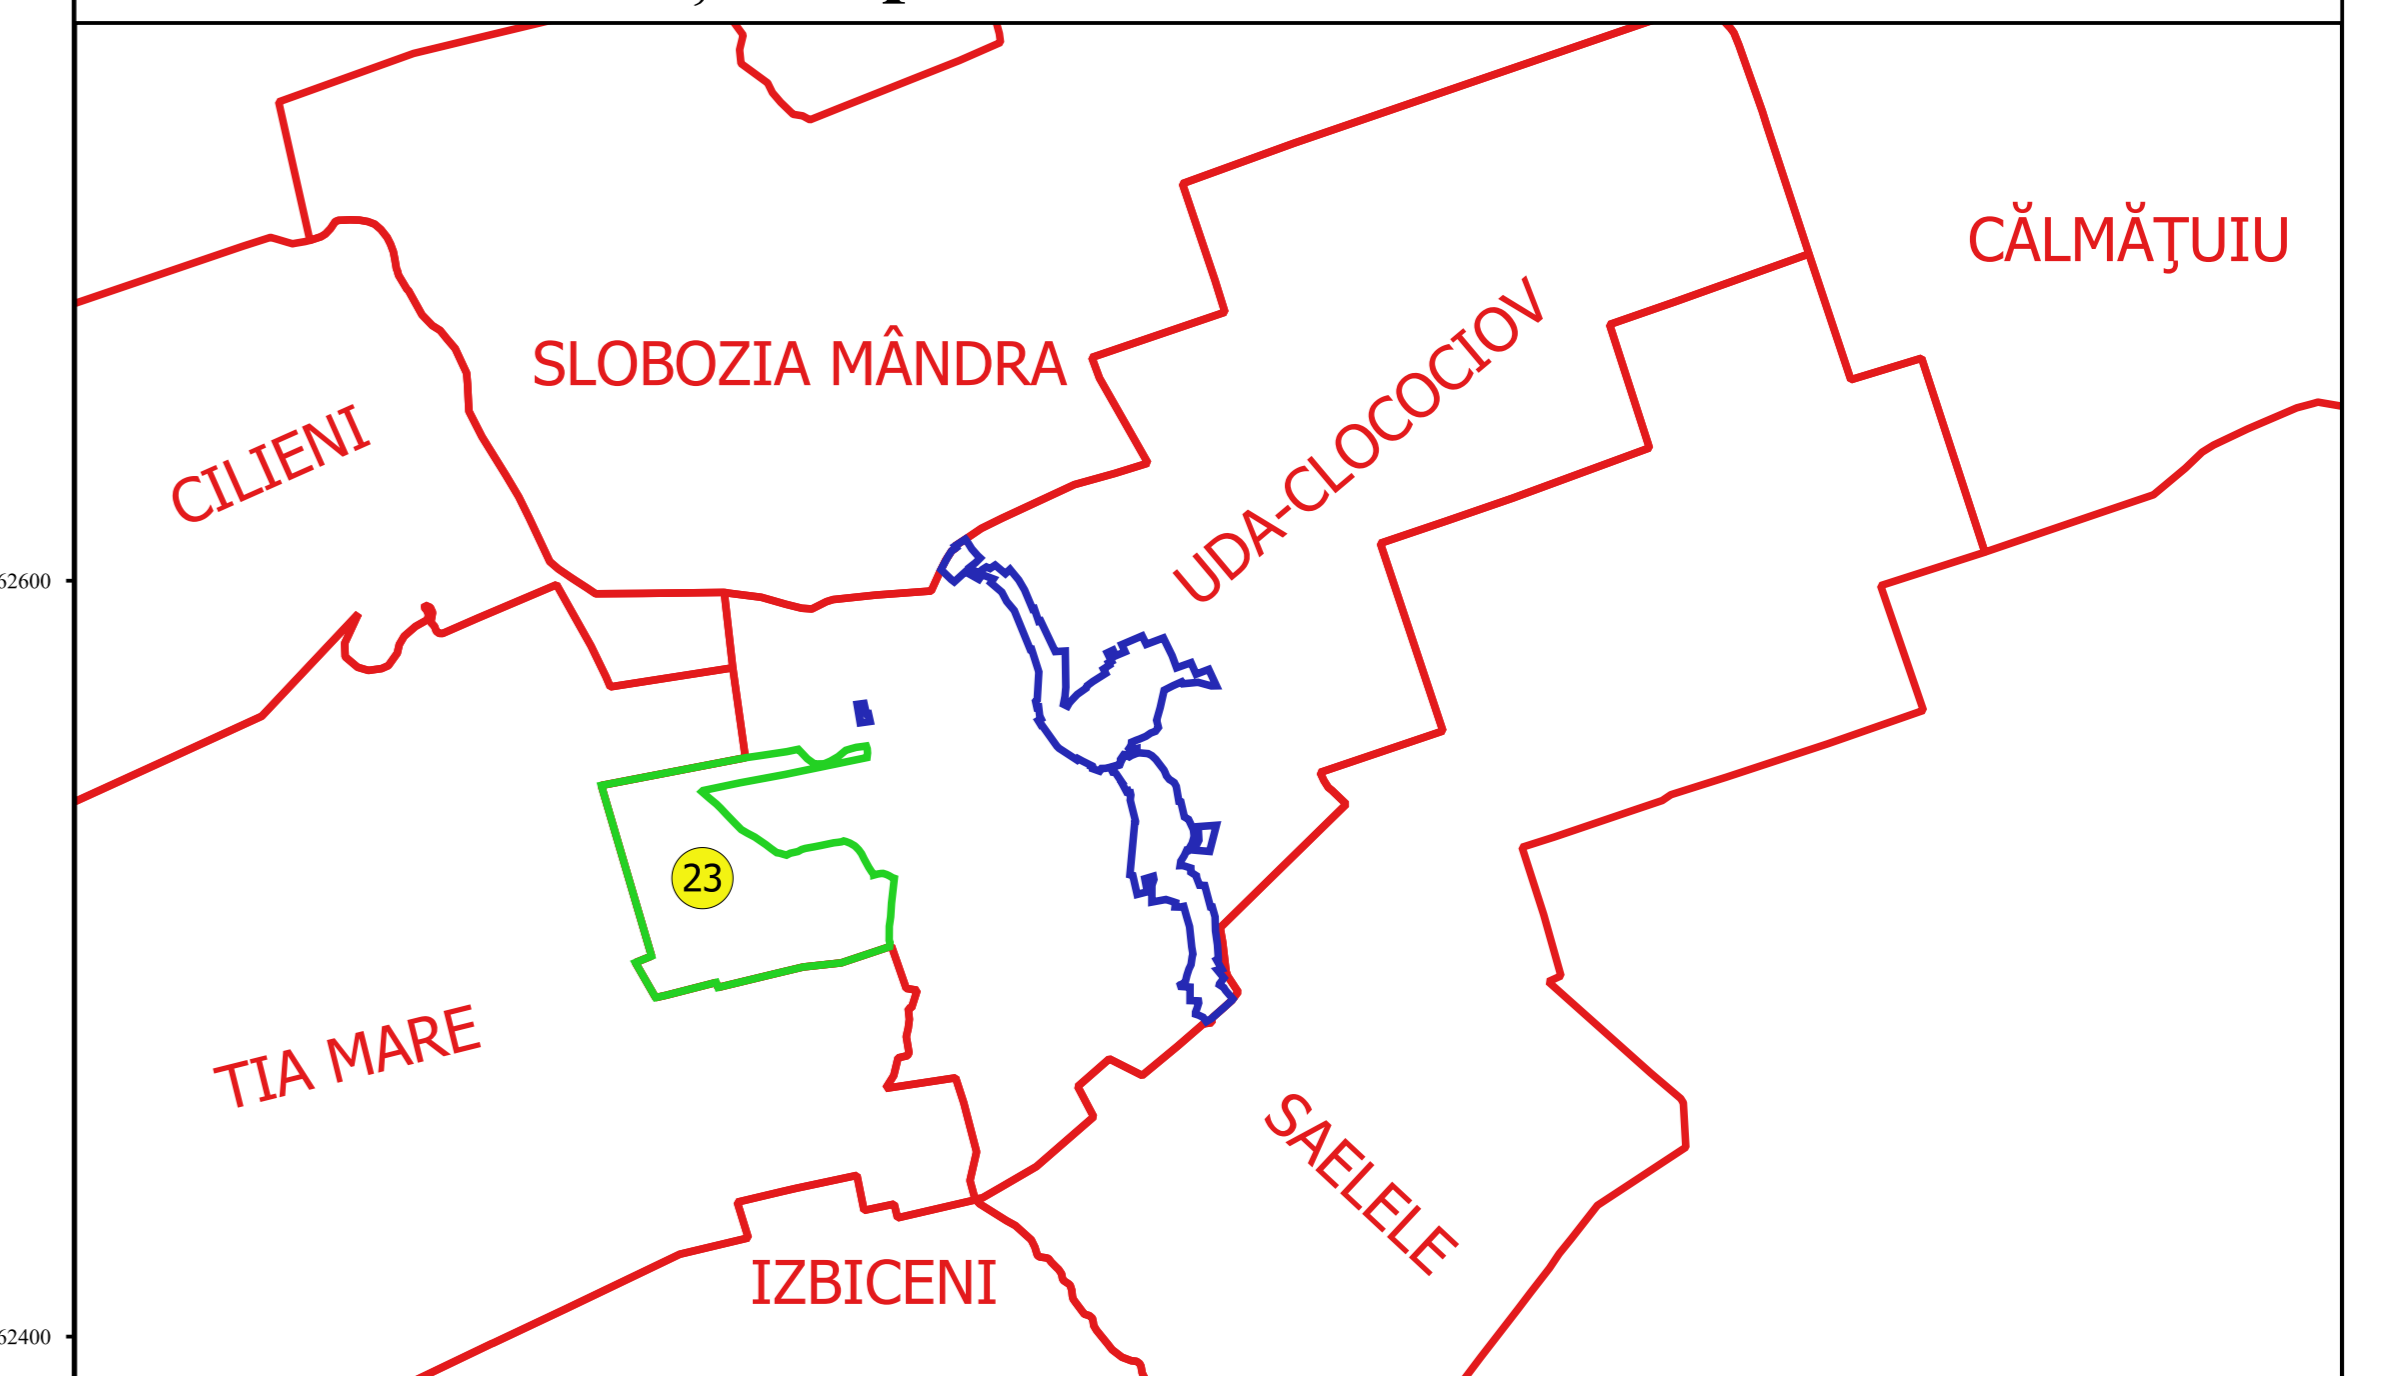 CĂLMĂŢUIU
SLOBOZIA MÂNDRA
UDA-CLOCOCIOV
CILIENI
62600
23
TIA MARE
SAELELE
IZBICENI
62400